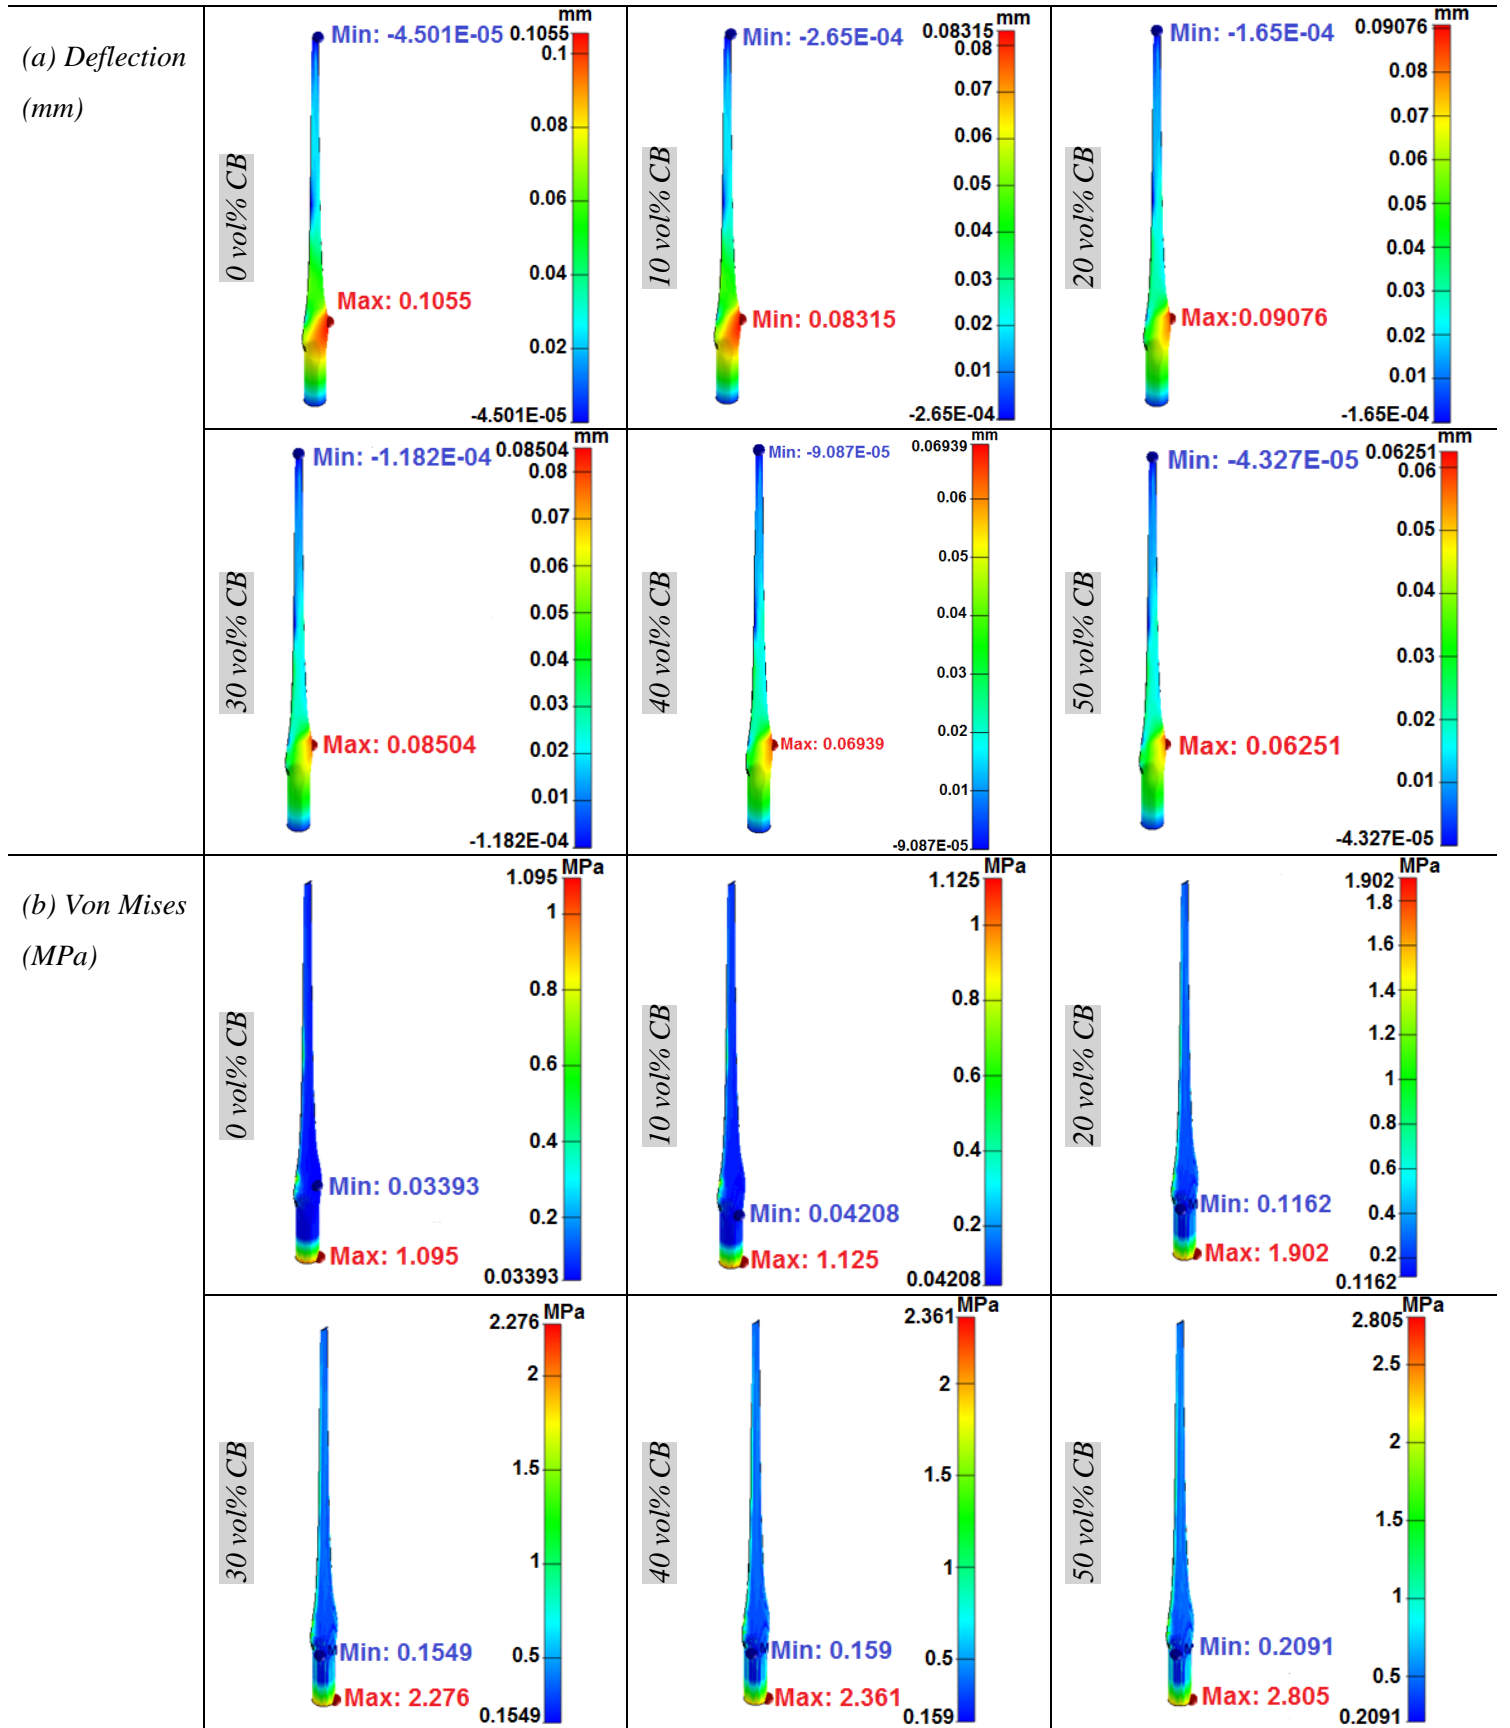 (a) Deflection
(mm)
0 vol% CB
mm
Min: -4.501E-05
0.1055
0.1
0.08
0.06
0.04
0.02
-4.501E-05
Max: 0.1055
10 vol% CB
Min: -2.65E-04
0.08315
0.08
0.07
0.06
0.05
0.04
0.03
0.02
0.01
-2.65E-04
Min: 0.08315
mm
20 vol% CB
Min: -1.65E-04
0.09076
0.08
0.07
0.06
0.05
0.04
0.03
0.02
0.01
-1.65E-04
Max:0.09076
30 vol% CB
mm
Min: -1.182E-04
0.08504
0.08
0.07
0.06
0.05
0.04
0.03
0.02
0.01
-1.182E-04
Max: 0.08504
40 vol% CB
mm
Min: -9.087E-05
0.06939
0.06
0.05
0.04
0.03
0.02
0.01
-9.087E-05
Max: 0.06939
50 vol% CB
mm
Min: -4.327E-05
0.06251
0.06
0.05
0.04
0.03
0.02
0.01
-4.327E-05
Max: 0.06251
(b) Von Mises
(MPa)
0 vol% CB
MPa
1.095
1
0.8
0.6
0.4
0.2
0.03393
Min: 0.03393
Max: 1.095
10 vol% CB
MPa
1.125
1
0.8
0.6
0.4
0.2
0.04208
Min: 0.04208
Max: 1.125
20 vol% CB
MPa
1.902
1.8
1.6
1.4
1.2
1
0.8
0.6
0.4
0.2
0.1162
Min: 0.1162
Max: 1.902
30 vol% CB
MPa
2.276
2
1.5
1
0.5
0.1549
Min: 0.1549
Max: 2.276
40 vol% CB
MPa
2.361
2
1.5
1
0.5
0.159
Min: 0.159
Max: 2.361
50 vol% CB
MPa
2.805
2.5
2
1.5
1
0.5
0.2091
Min: 0.2091
Max: 2.805